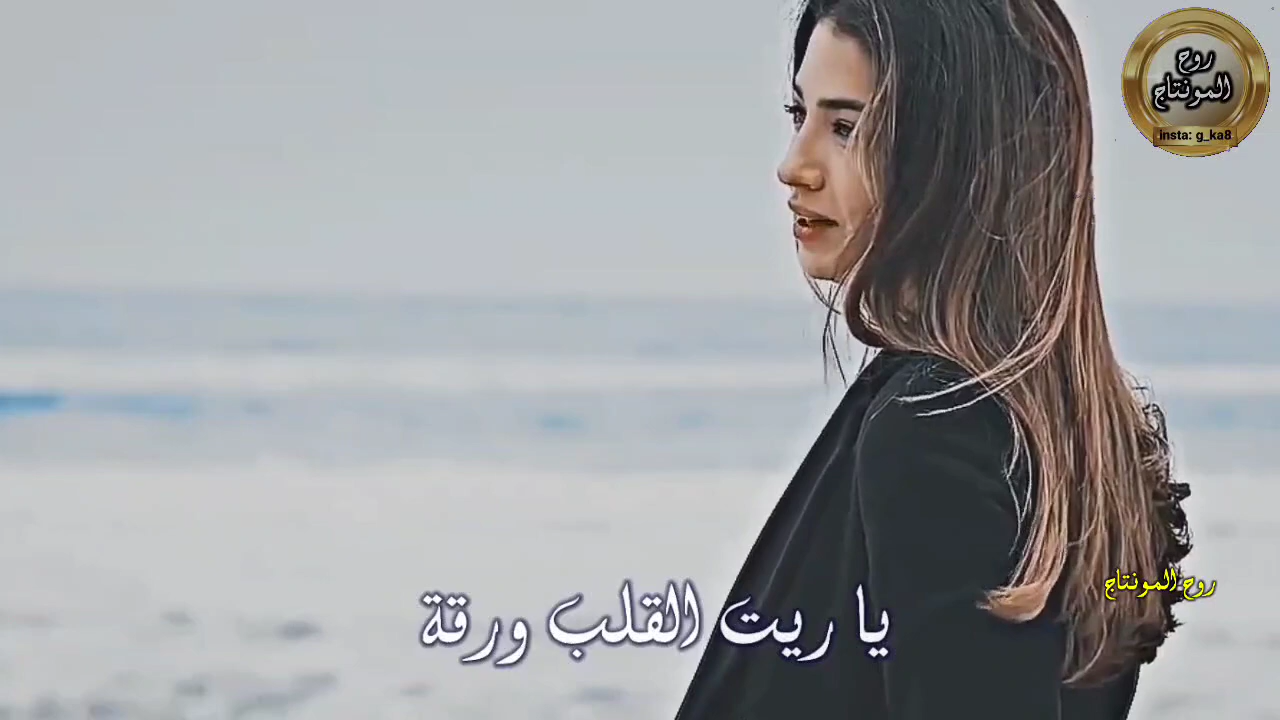 روح
المونتاج
insta: g_ka8
روح المونتاج
يا ريت القلب ورقة